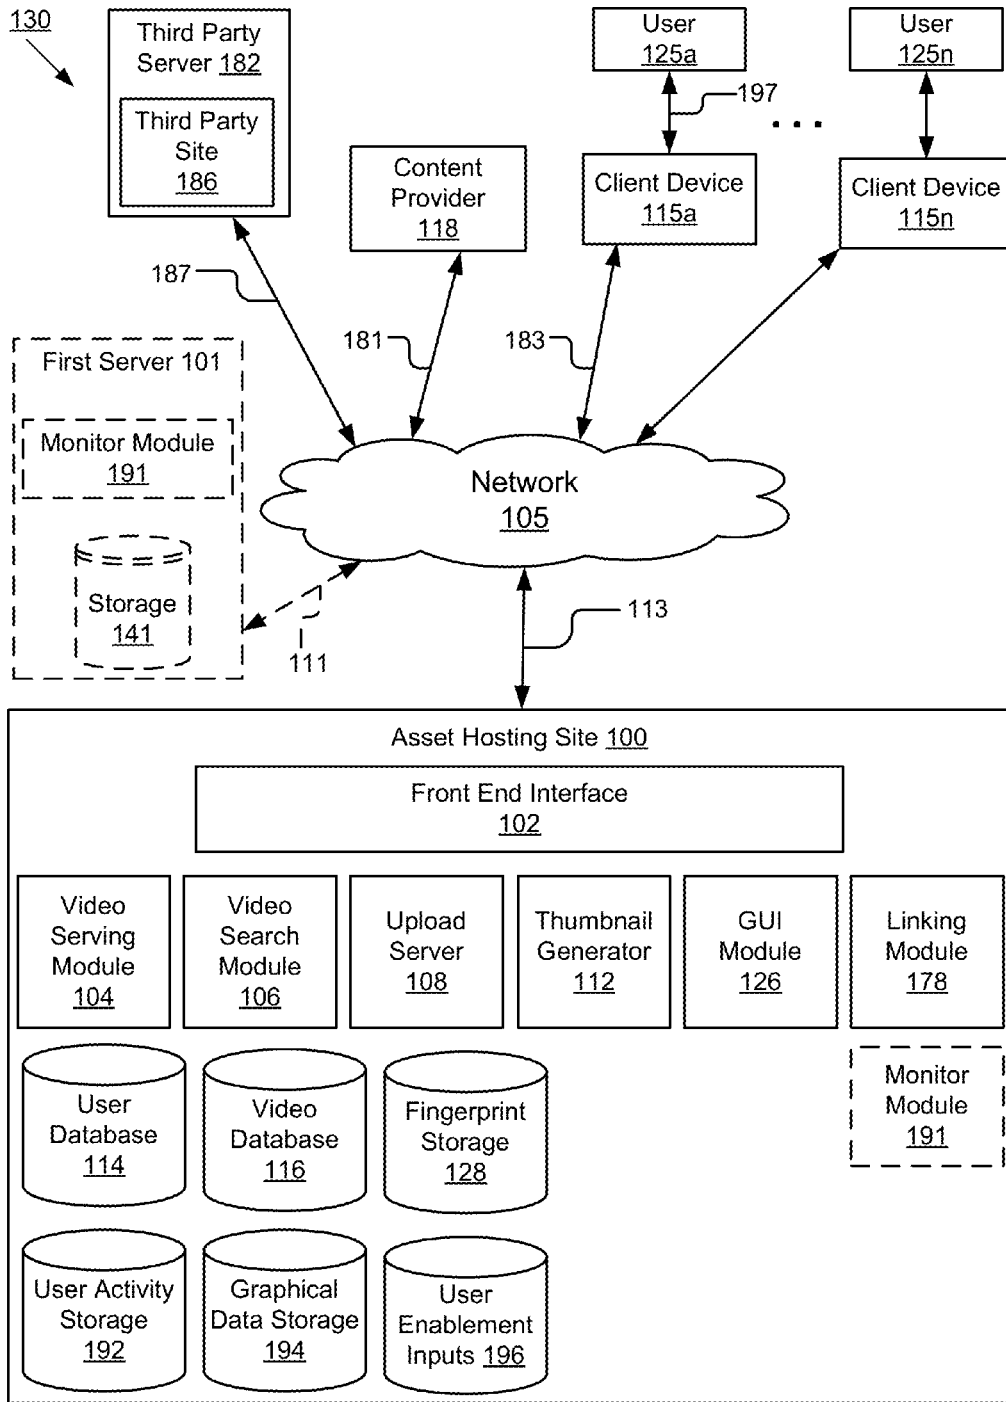 130
Third Party
Server 182
Third Party
Site
186
Content
Provider
118
User
125a
197
. . .
User
125n
Client Device
115a
Client Device
115n
187
181
183
First Server 101
Monitor Module
191
Storage
141
111
Network
105
113
Asset Hosting Site 100
Front End Interface
102
Video
Serving
Module
104
Video
Search
Module
106
Upload
Server
108
Thumbnail
Generator
112
GUI
Module
126
Linking
Module
178
User
Database
114
Video
Database
116
Fingerprint
Storage
128
Monitor
Module
191
User Activity
Storage
192
Graphical
Data Storage
194
User
Enablement
Inputs 196